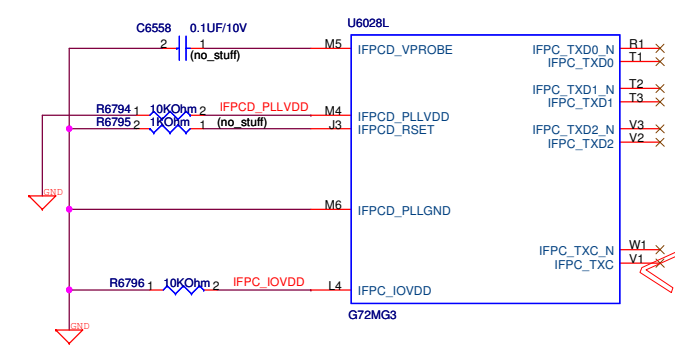 U6028L
C6558 0.1UF/10V
2 1 M5 IFPCD_VPROBE IFPC_TXD0_N R1
(no_stuff) IFPC_TXD0 T1
IFPC_TXD1_N T2
R6794 1 10KOhm 2 IFPCD_PLLVDD M4 IFPCD_PLLVDD IFPC_TXD1 T3
R6795 2 1KOhm 1 (no_stuff) J3 IFPCD_RSET IFPC_TXD2_N V3
IFPC_TXD2 V2
GND
M6 IFPCD_PLLGND
IFPC_TXC_N W1
IFPC_TXC V1
R6796 1 10KOhm 2 IFPC_IOVDD L4 IFPC_IOVDD
G72MG3
GND